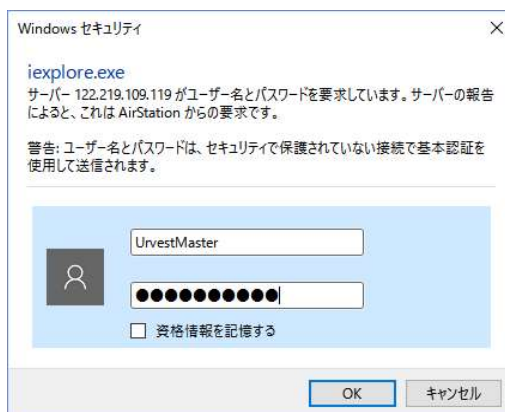 Windows セキュリティ
iexplore.exe
サーバー 122.219.109.119 がユーザー名とパスワードを要求しています。サーバーの報告
によると、これは AirStation からの要求です。
警告: ユーザー名とパスワードは、セキュリティで保護されていない接続で基本認証を
使用して送信されます。
UrvestMaster
●●●●●●●●●●
資格情報を記憶する
OK キャンセル